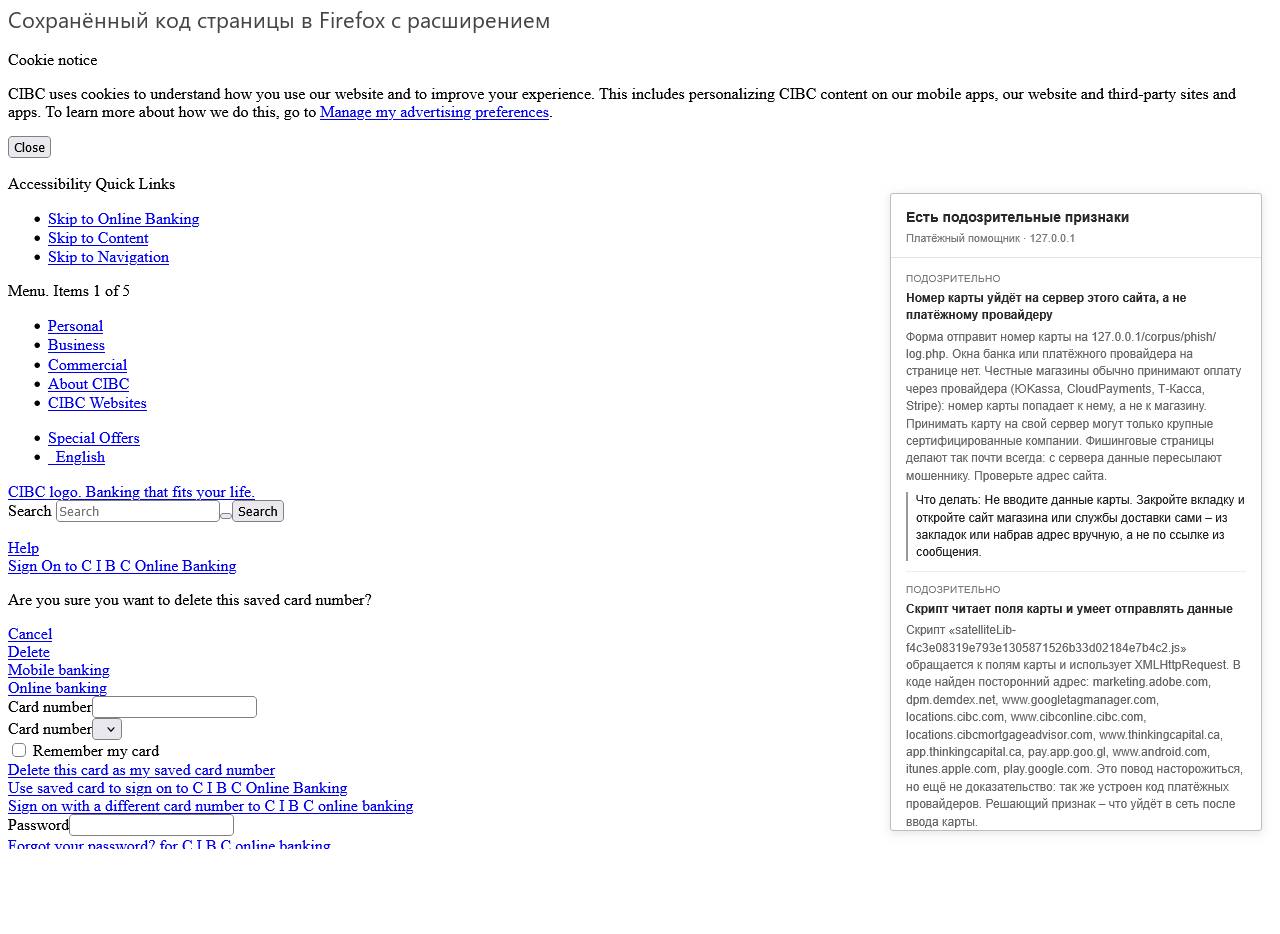 Сохранённый код страницы в Firefox с расширением
Cookie notice
CIBC uses cookies to understand how you use our website and to improve your experience. This includes personalizing CIBC content on our mobile apps, our website and third-party sites and
apps. To learn more about how we do this, go to Manage my advertising preferences.
Close
Accessibility Quick Links
Skip to Online Banking
Skip to Content
Skip to Navigation
Menu. Items 1 of 5
Personal
Business
Commercial
About CIBC
CIBC Websites
Special Offers
English
CIBC logo. Banking that fits your life.
Search Search Search
Help
Sign On to C I B C Online Banking
Are you sure you want to delete this saved card number?
Cancel
Delete
Mobile banking
Online banking
Card number
Card number
Remember my card
Delete this card as my saved card number
Use saved card to sign on to C I B C Online Banking
Sign on with a different card number to C I B C online banking
Password
Forgot your password? for C I B C online banking
Есть подозрительные признаки
Платёжный помощник · 127.0.0.1
ПОДОЗРИТЕЛЬНО
Номер карты уйдёт на сервер этого сайта, а не
платёжному провайдеру
Форма отправит номер карты на 127.0.0.1/corpus/phish/
log.php. Окна банка или платёжного провайдера на
странице нет. Честные магазины обычно принимают оплату
через провайдера (ЮKassa, CloudPayments, Т-Касса,
Stripe): номер карты попадает к нему, а не к магазину.
Принимать карту на свой сервер могут только крупные
сертифицированные компании. Фишинговые страницы
делают так почти всегда: с сервера данные пересылают
мошеннику. Проверьте адрес сайта.
Что делать: Не вводите данные карты. Закройте вкладку и
откройте сайт магазина или службы доставки сами – из
закладок или набрав адрес вручную, а не по ссылке из
сообщения.
ПОДОЗРИТЕЛЬНО
Скрипт читает поля карты и умеет отправлять данные
Скрипт «satelliteLib-
f4c3e08319e793e1305871526b33d02184e7b4c2.js»
обращается к полям карты и использует XMLHttpRequest. В
коде найден посторонний адрес: marketing.adobe.com,
dpm.demdex.net, www.googletagmanager.com,
locations.cibc.com, www.cibconline.cibc.com,
locations.cibcmortgageadvisor.com, www.thinkingcapital.ca,
app.thinkingcapital.ca, pay.app.goo.gl, www.android.com,
itunes.apple.com, play.google.com. Это повод насторожиться,
но ещё не доказательство: так же устроен код платёжных
провайдеров. Решающий признак – что уйдёт в сеть после
ввода карты.